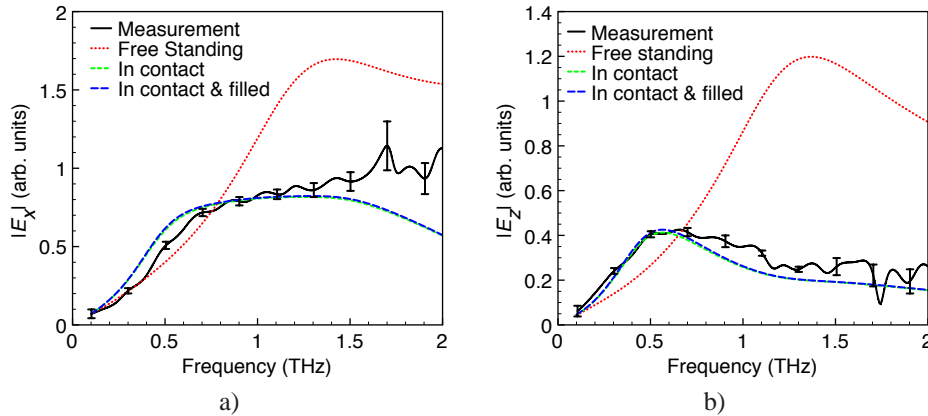 2
1.5
1
0.5
0
|Ex| (arb. units)
Measurement
Free Standing
In contact
In contact & filled
0 0.5 1 1.5 2
Frequency (THz)
a)
1.4
1.2
1
0.8
0.6
0.4
0.2
0
|Ez| (arb. units)
Measurement
Free standing
In contact
In contact & filled
0 0.5 1 1.5 2
Frequency (THz)
b)